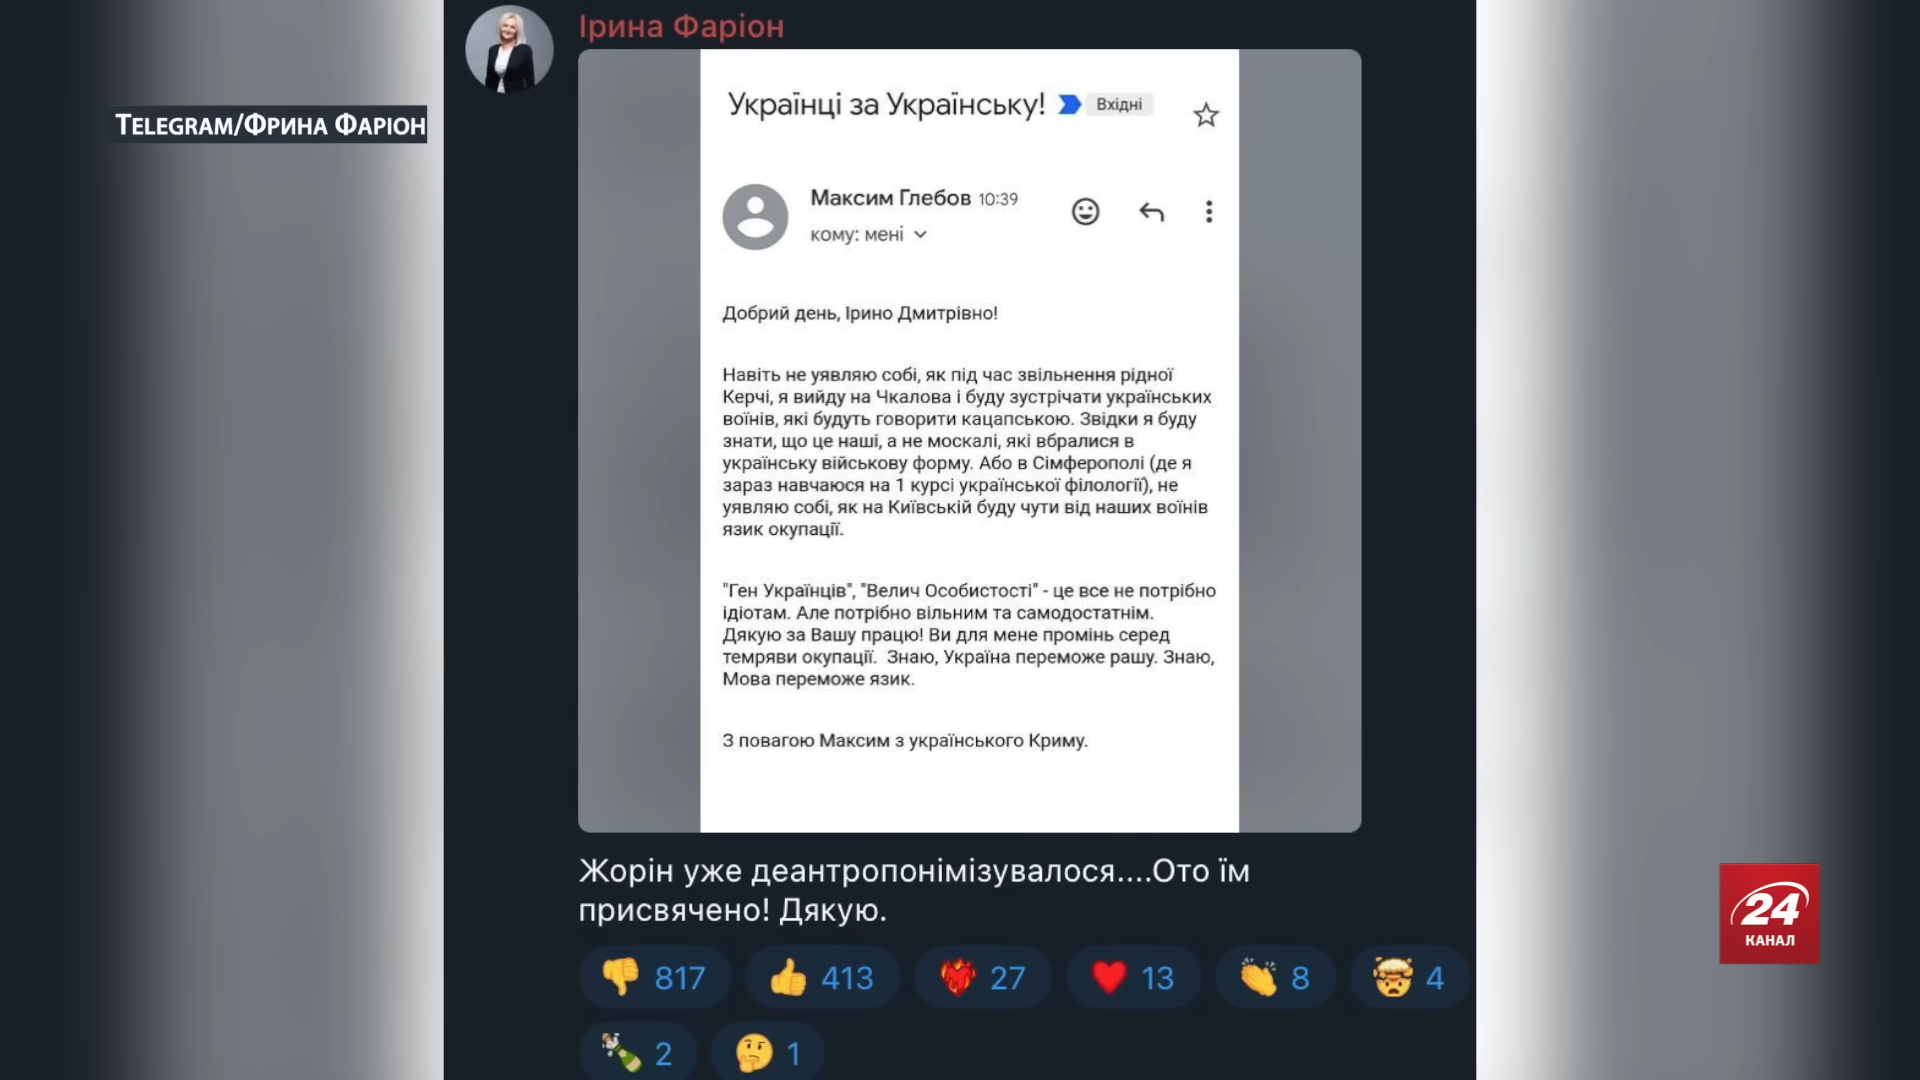 Ірина Фаріон
TELEGRAM/ФРИНА ФАРІОН
Українці за Українську!
Вхідні
Максим Глебов 10:39
кому: мені
Добрий день, Ірино Дмитрівно!
Навіть не уявляю собі, як під час звільнення рідної
Керчі, я вийду на Чкалова і буду зустрічати українських
воїнів, які будуть говорити кацапською. Звідки я буду
знати, що це наші, а не москалі, які вбралися в
українську військову форму. Або в Сімферополі (де я
зараз навчаюся на 1 курсі української філології), не
уявляю собі, як на Київській буду чути від наших воїнів
язик окупації.
"Ген Українців", "Велич Особистості" - це все не потрібно
ідіотам. Але потрібно вільним та самодостатнім.
Дякую за Вашу працю! Ви для мене промінь серед
темряви окупації. Знаю, Україна переможе рашу. Знаю,
Мова переможе язик.
З повагою Максим з українського Криму.
Жорін уже деантропонімізувалося....Ото їм
присвячено! Дякую.
817 413 27 13 8 4
2 1
24
КАНАЛ